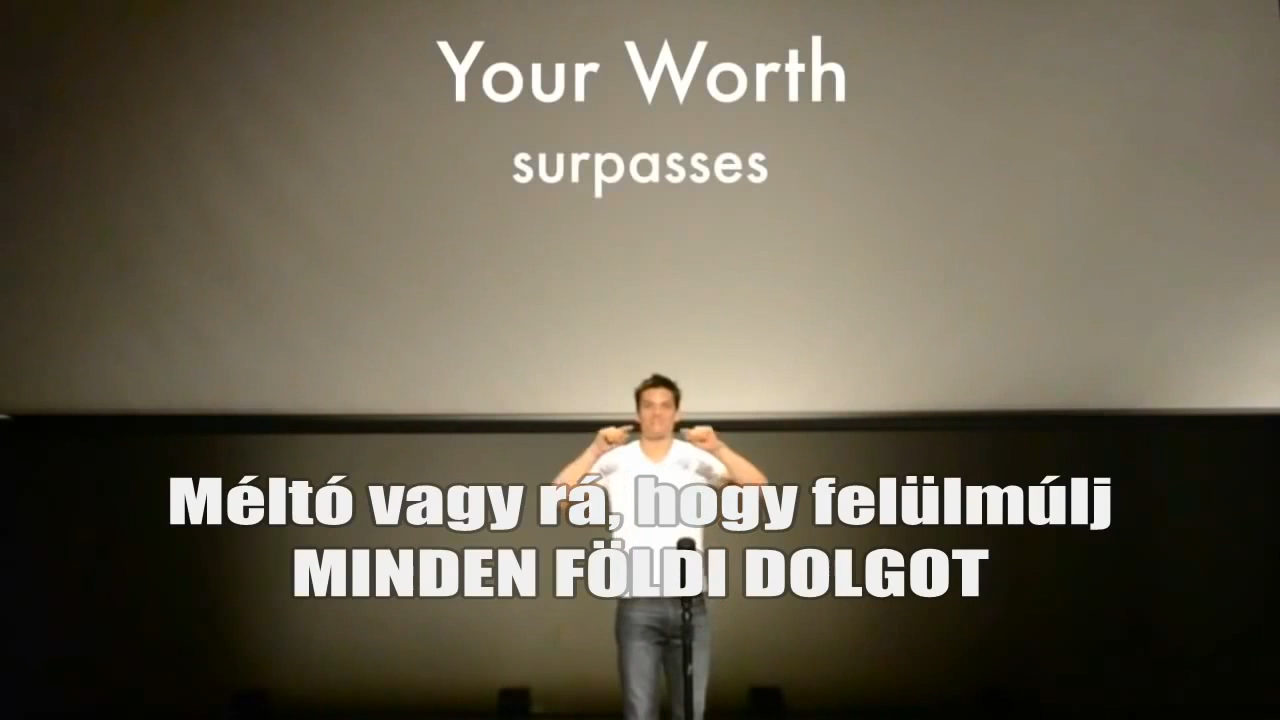 Your Worth
surpasses
Méltó vagy rá, hogy felülmúlj
MINDEN FÖLDI DOLGOT